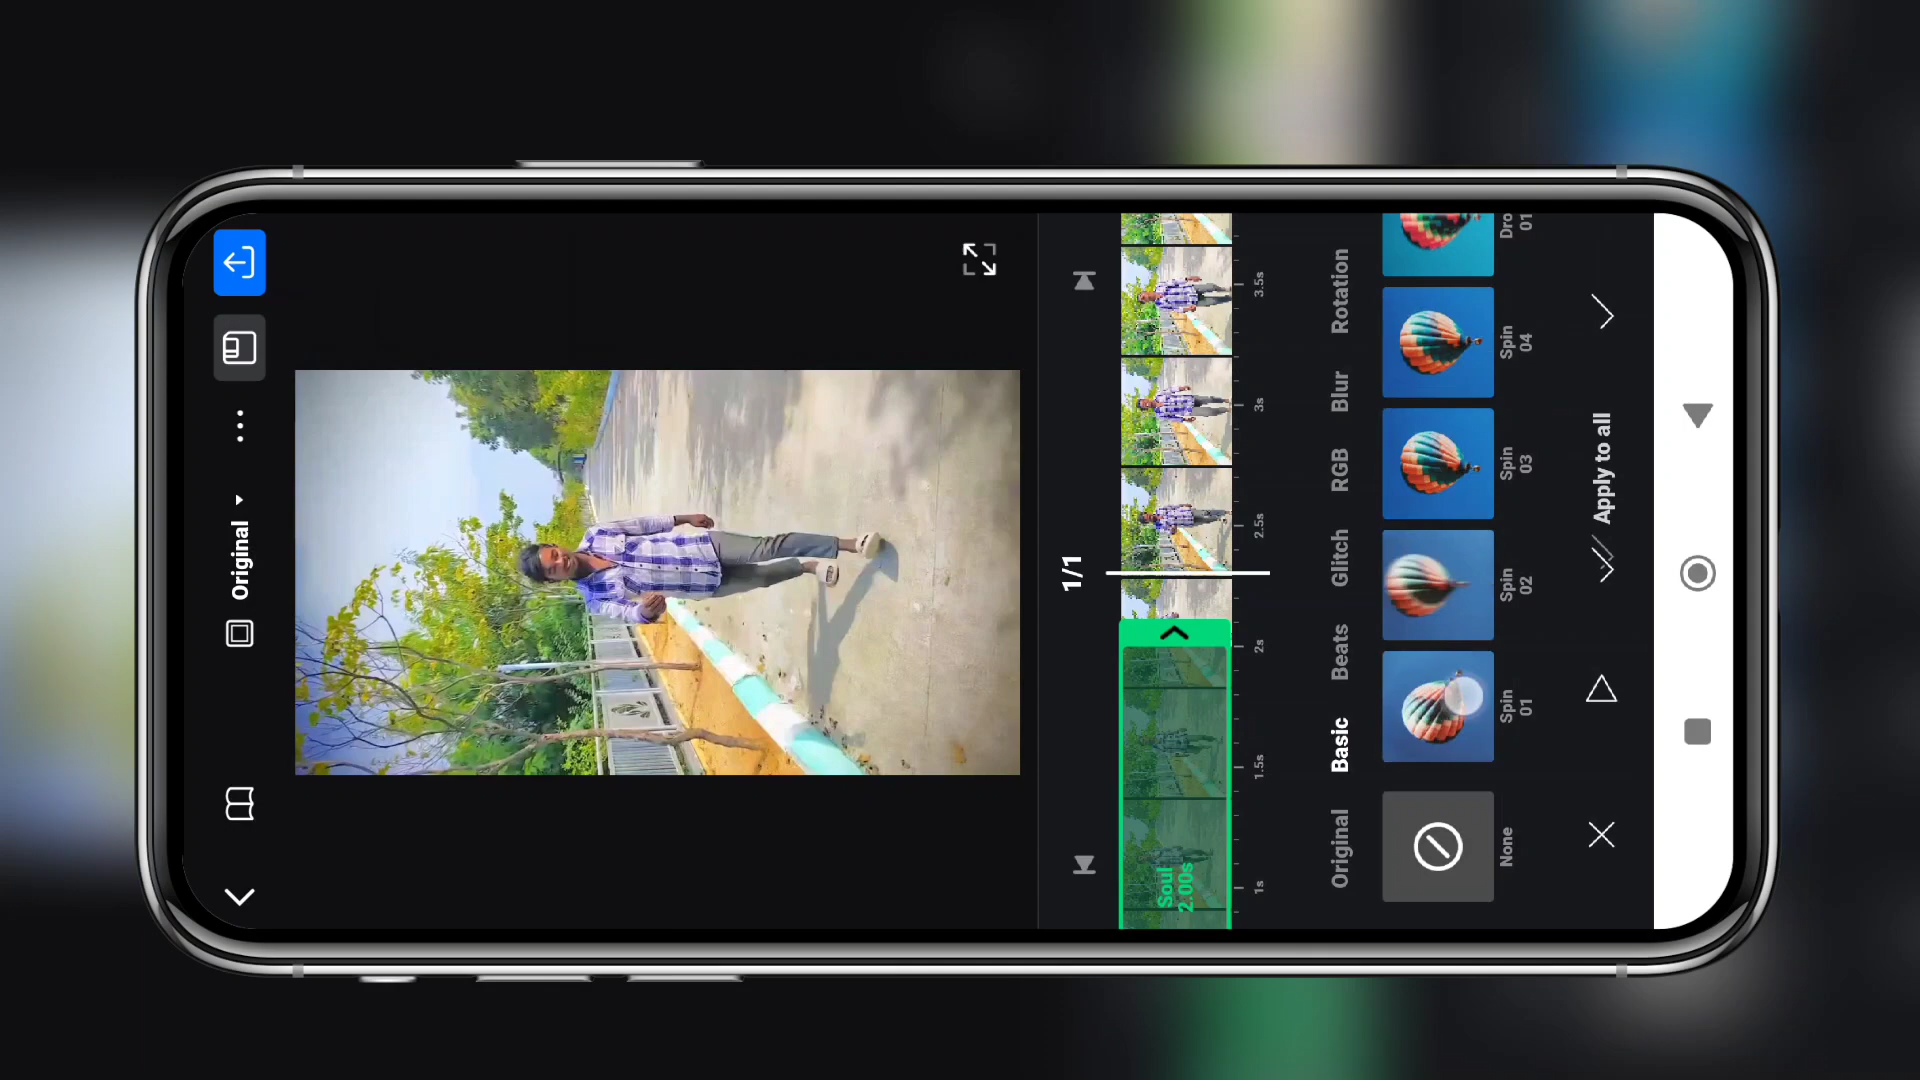 Original
1/1
Soul
2.00s
1s
1.5s
2s
2.5s
3s
3.5s
Original
Basic
Beats
Glitch
RGB
Blur
Rotation
None
Spin
01
Spin
02
Spin
03
Spin
04
Dro
01
Apply to all